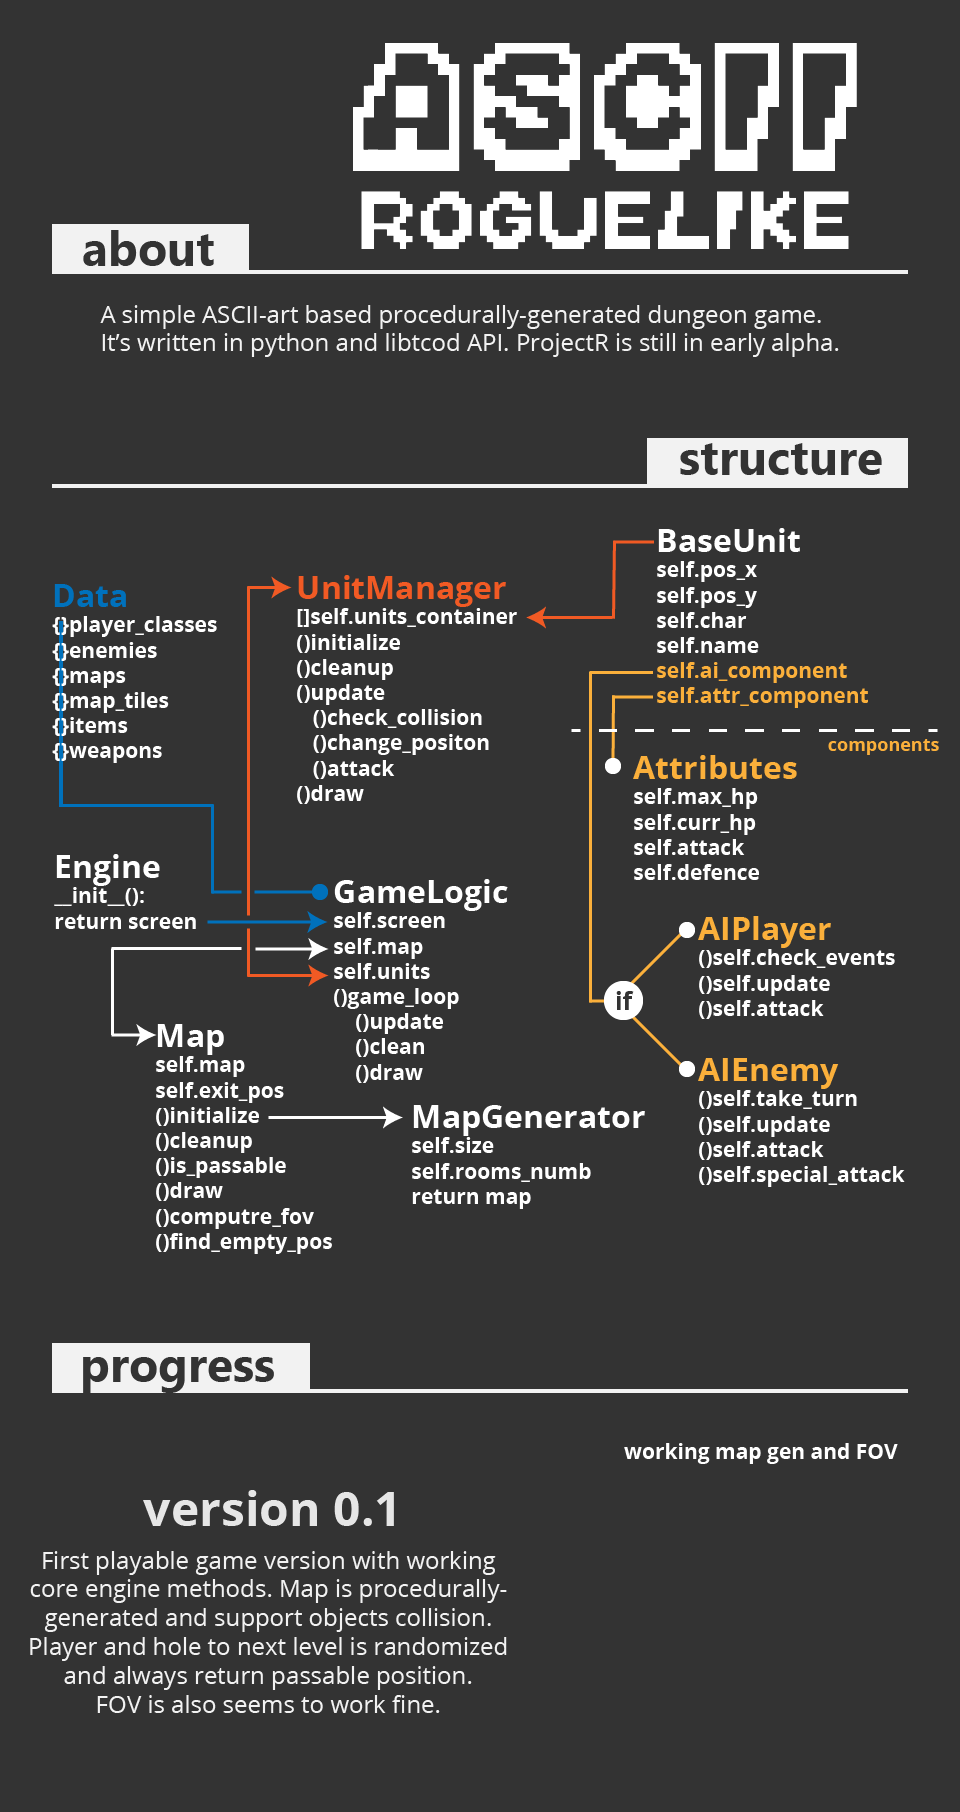 ASCII
ROGUELIKE
about
A simple ASCII-art based procedurally-generated dungeon game.
It's written in python and libtcod API. ProjectR is still in early alpha.
structure
Data
{}player_classes
{}enemies
{}maps
{}map_tiles
{}items
{}weapons
UnitManager
[]self.units_container
()initialize
()cleanup
()update
()check_collision
()change_positon
()attack
()draw
BaseUnit
self.pos_x
self.pos_y
self.char
self.name
self.ai_component
self.attr_component
components
Attributes
self.max_hp
self.curr_hp
self.attack
self.defence
Engine
__init__():
return screen
GameLogic
self.screen
self.map
self.units
()game_loop
()update
()clean
()draw
if
AIPlayer
()self.check_events
()self.update
()self.attack
AIEnemy
()self.take_turn
()self.update
()self.attack
()self.special_attack
Map
self.map
self.exit_pos
()initialize
()cleanup
()is_passable
()draw
()computre_fov
()find_empty_pos
MapGenerator
self.size
self.rooms_numb
return map
progress
working map gen and FOV
version 0.1
First playable game version with working
core engine methods. Map is procedurally-
generated and support objects collision.
Player and hole to next level is randomized
and always return passable position.
FOV is also seems to work fine.